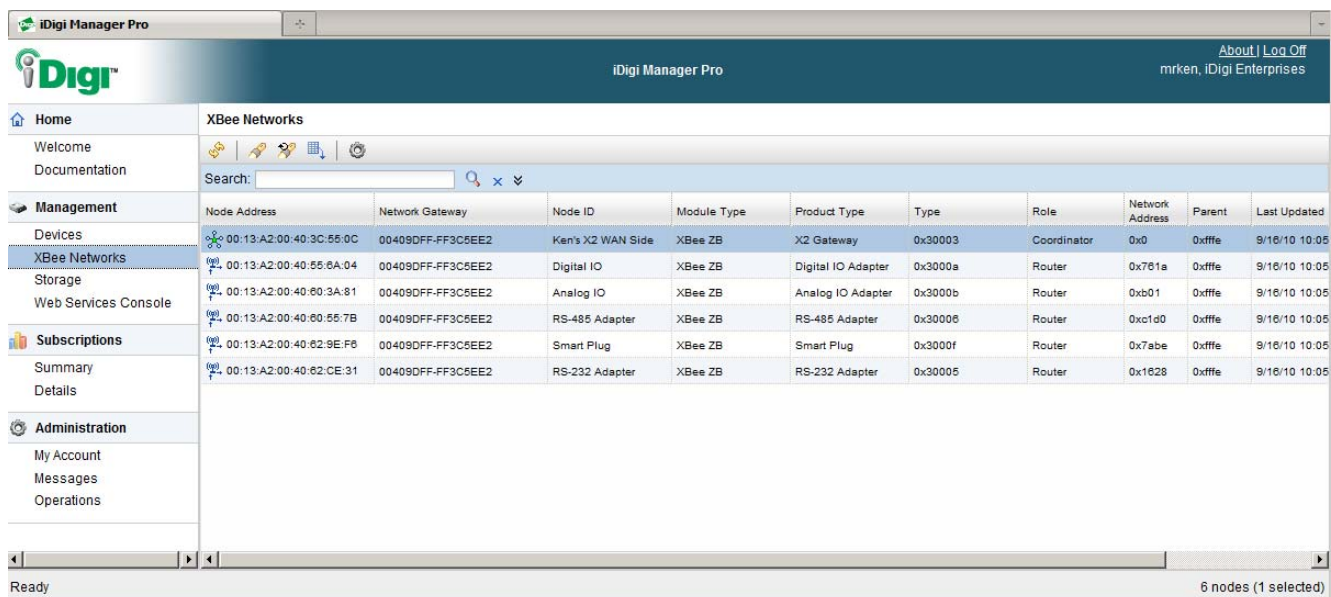 iDigi Manager Pro
iDigi™
iDigi Manager Pro
About | Log Off
mrken, iDigi Enterprises
Home
Welcome
Documentation
Management
Devices
XBee Networks
Storage
Web Services Console
Subscriptions
Summary
Details
Administration
My Account
Messages
Operations
XBee Networks
Search:
Node Address Network Gateway Node ID Module Type Product Type Type Role Network Address Parent Last Updated
00:13:A2:00:40:3C:55:0C 00409DFF-FF3C5EE2 Ken's X2 WAN Side XBee ZB X2 Gateway 0x30003 Coordinator 0x0 0xfffe 9/16/10 10:05
00:13:A2:00:40:55:6A:04 00409DFF-FF3C5EE2 Digital IO XBee ZB Digital IO Adapter 0x3000a Router 0x761a 0xfffe 9/16/10 10:05
00:13:A2:00:40:60:3A:81 00409DFF-FF3C5EE2 Analog IO XBee ZB Analog IO Adapter 0x3000b Router 0xb01 0xfffe 9/16/10 10:05
00:13:A2:00:40:60:55:7B 00409DFF-FF3C5EE2 RS-485 Adapter XBee ZB RS-485 Adapter 0x30006 Router 0xc1d0 0xfffe 9/16/10 10:05
00:13:A2:00:40:62:9E:F6 00409DFF-FF3C5EE2 Smart Plug XBee ZB Smart Plug 0x3000f Router 0x7abe 0xfffe 9/16/10 10:05
00:13:A2:00:40:62:CE:31 00409DFF-FF3C5EE2 RS-232 Adapter XBee ZB RS-232 Adapter 0x30005 Router 0x1628 0xfffe 9/16/10 10:05
Ready
6 nodes (1 selected)